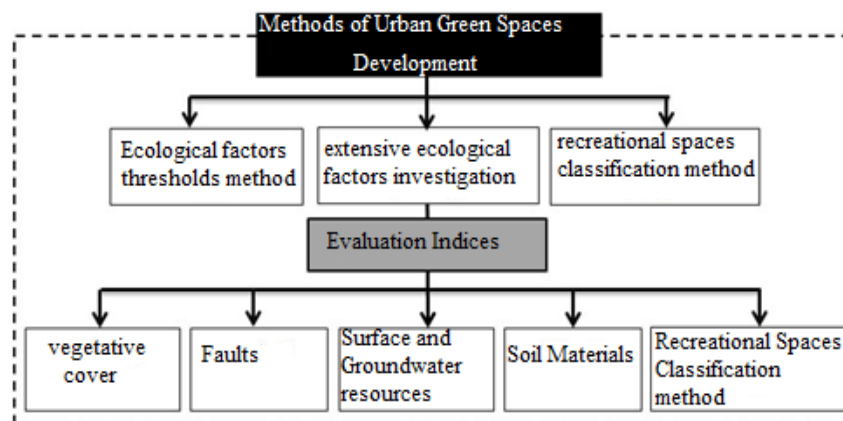 Methods of Urban Green Spaces
Development
Ecological factors
thresholds method
extensive ecological
factors investigation
recreational spaces
classification method
Evaluation Indices
vegetative
cover
Faults
Surface and
Groundwater
resources
Soil Materials
Recreational Spaces
Classification
method